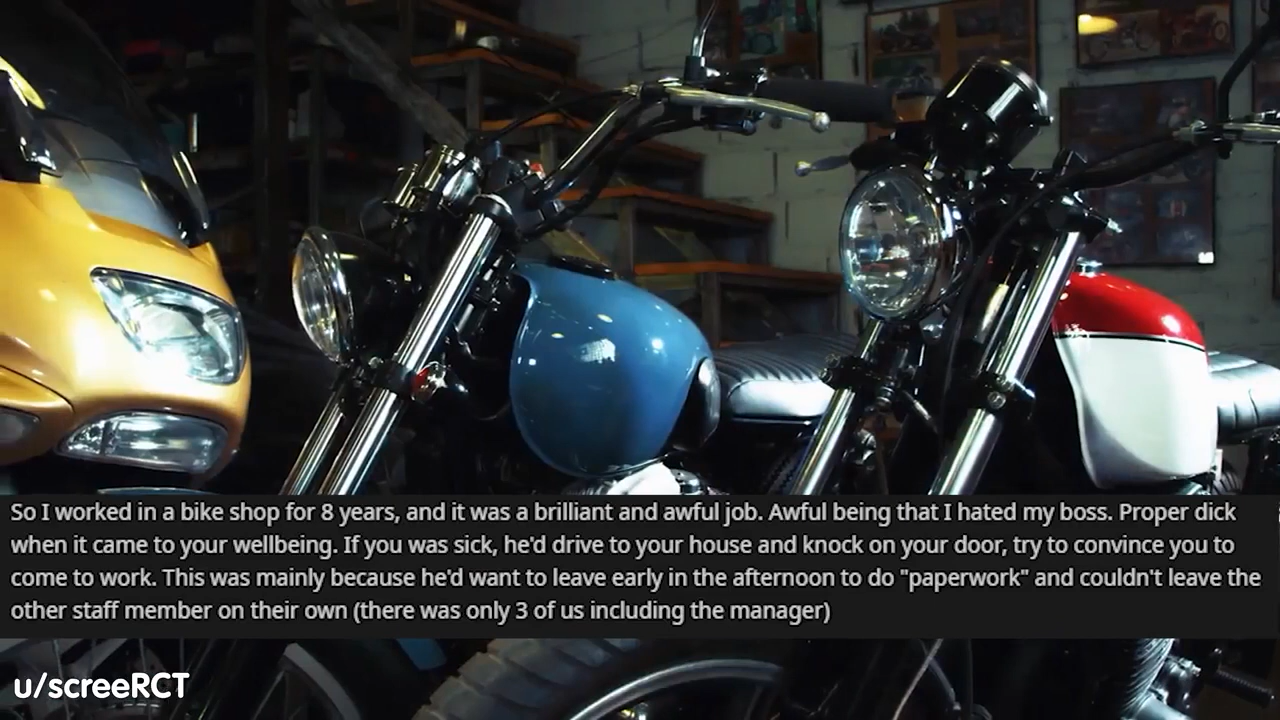 So I worked in a bike shop for 8 years, and it was a brilliant and awful job. Awful being that I hated my boss. Proper dick
when it came to your wellbeing. If you was sick, he'd drive to your house and knock on your door, try to convince you to
come to work. This was mainly because he'd want to leave early in the afternoon to do "paperwork" and couldn't leave the
other staff member on their own (there was only 3 of us including the manager)
u/screeRCT